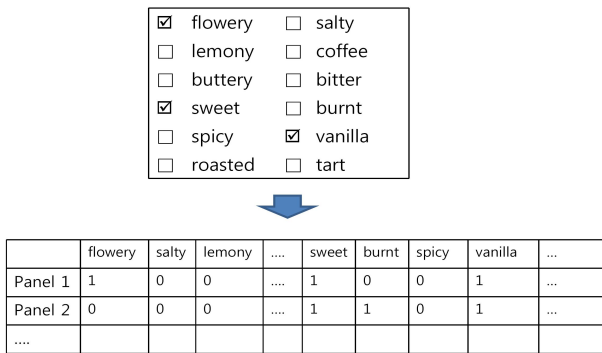 ☑ flowery ☐ salty
☐ lemony ☐ coffee
☐ buttery ☐ bitter
☑ sweet ☐ burnt
☐ spicy ☑ vanilla
☐ roasted ☐ tart
flowery salty lemony .... sweet burnt spicy vanilla ...
Panel 1 1 0 0 .... 1 0 0 1 ...
Panel 2 0 0 0 .... 1 1 0 1 ...
....